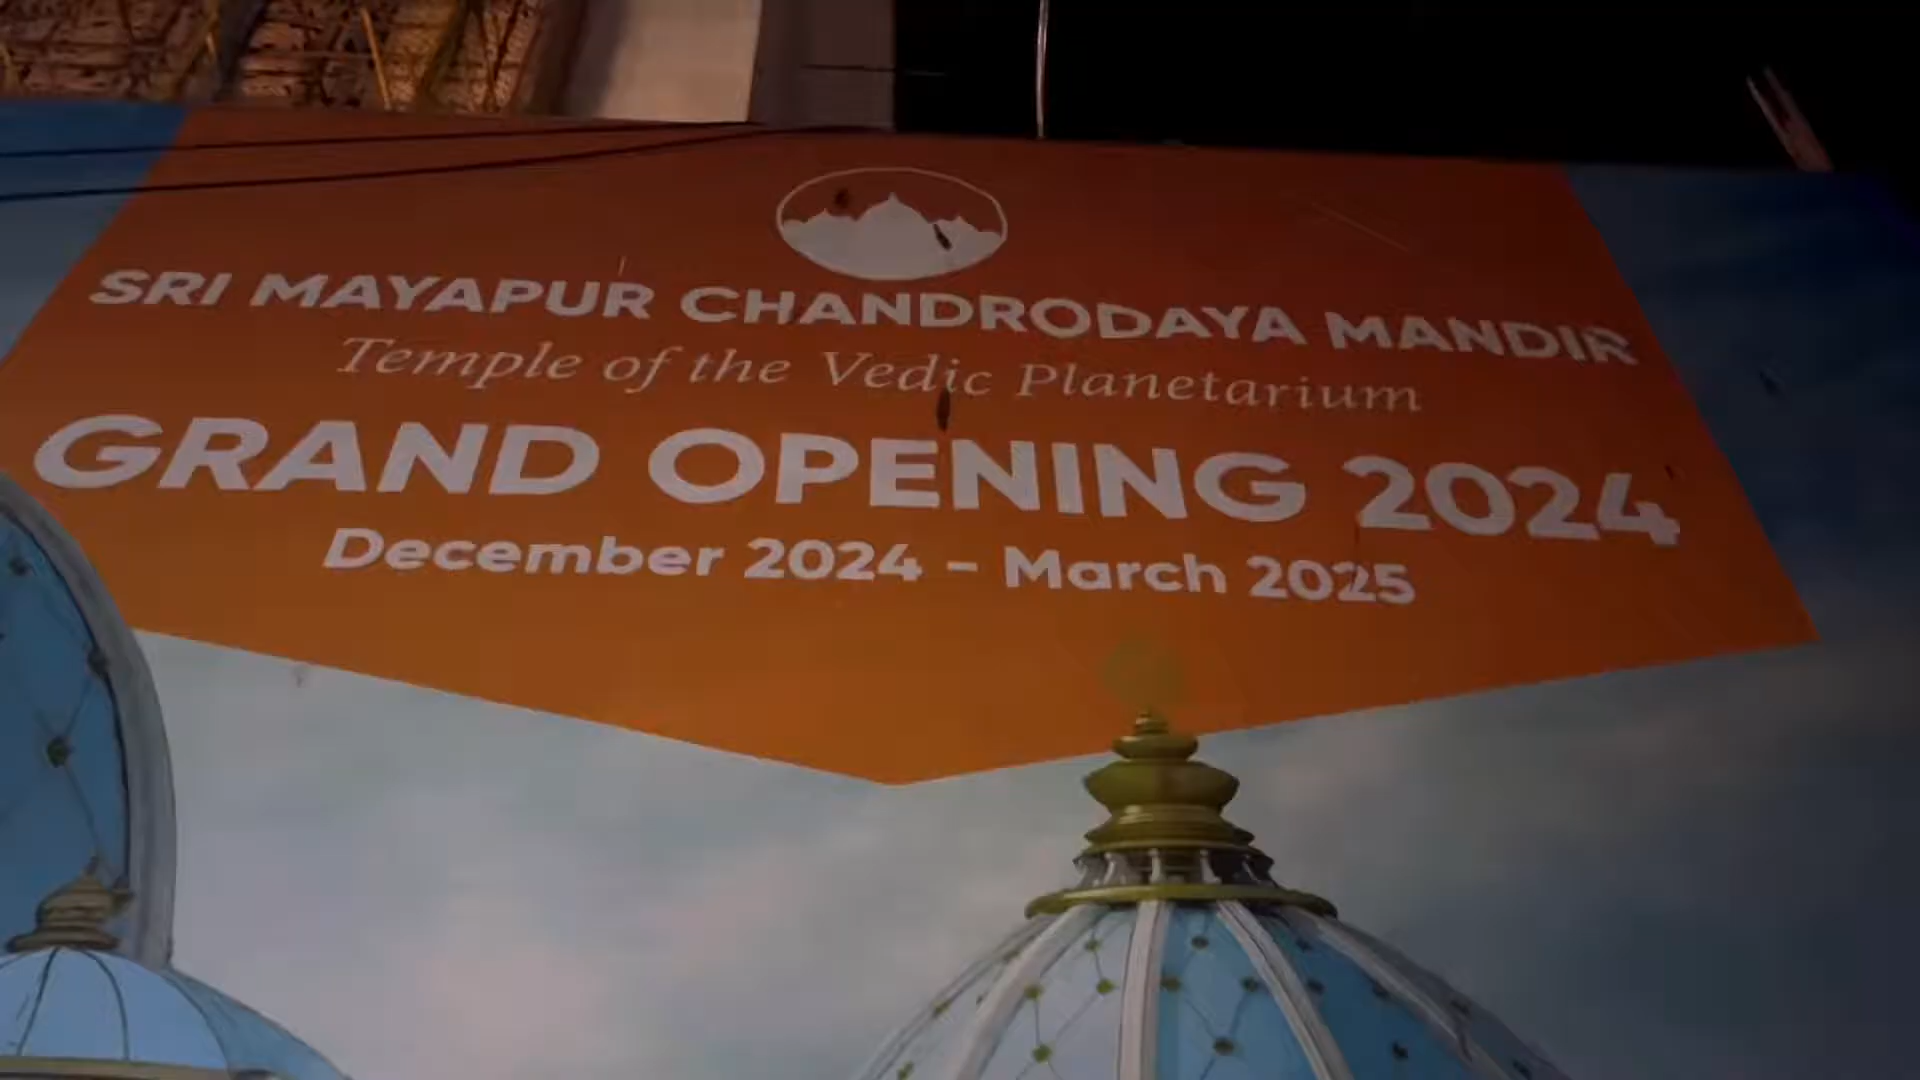 SRI MAYAPUR CHANDRODAYA MANDIR
Temple of the Vedic Planetarium
GRAND OPENING 2024
December 2024 – March 2025